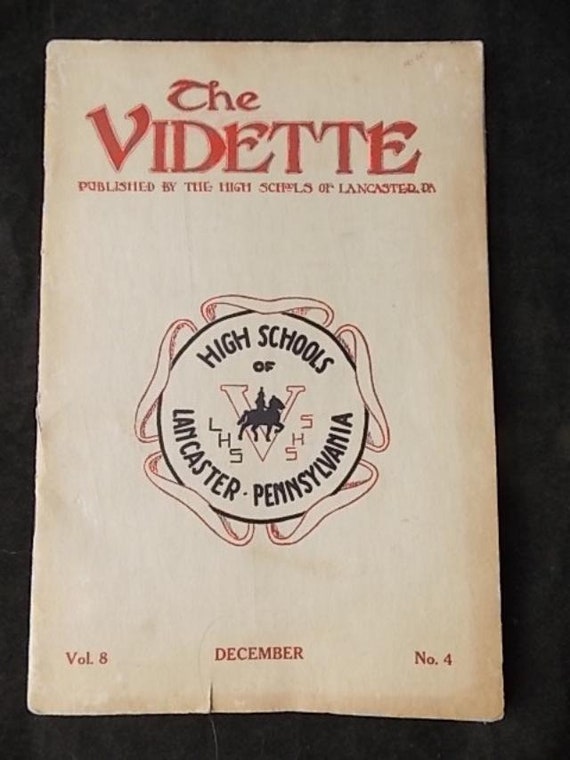 The
VIDETTE
PUBLISHED BY THE HIGH SCHOOLS OF LANCASTER, PA
HIGH SCHOOLS
OF
V
L H S
S H S
LANCASTER · PENNSYLVANIA
Vol. 8 DECEMBER No. 4